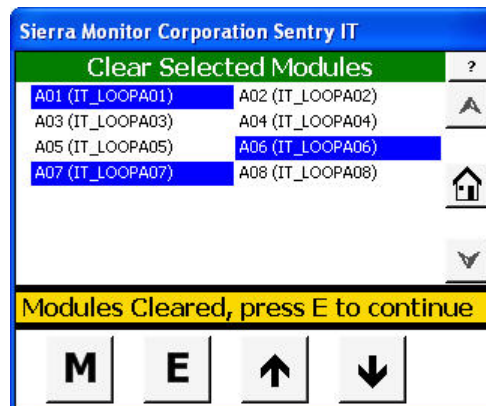 Sierra Monitor Corporation Sentry IT
Clear Selected Modules ?
A01 (IT_LOOPA01) A02 (IT_LOOPA02)
A03 (IT_LOOPA03) A04 (IT_LOOPA04)
A05 (IT_LOOPA05) A06 (IT_LOOPA06)
A07 (IT_LOOPA07) A08 (IT_LOOPA08)
Modules Cleared, press E to continue
M E